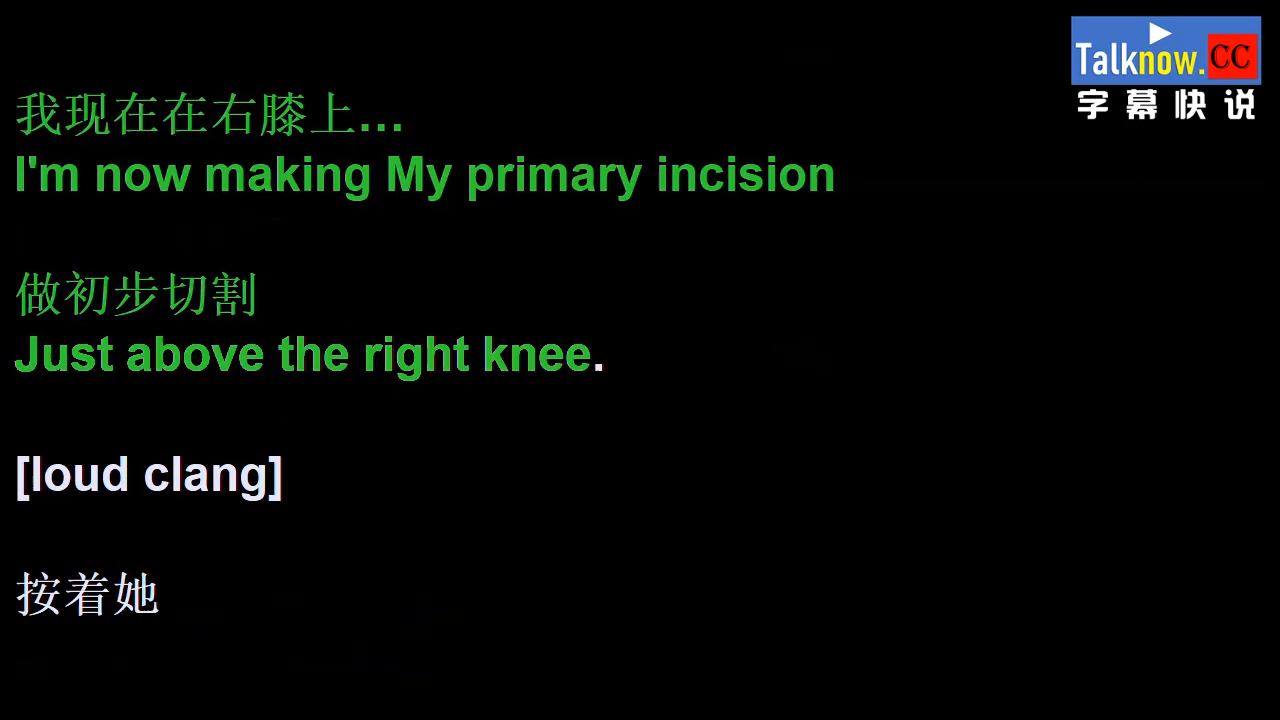 Talknow.CC
字幕快说
我现在在右膝上...
I'm now making My primary incision
做初步切割
Just above the right knee.
[loud clang]
按着她